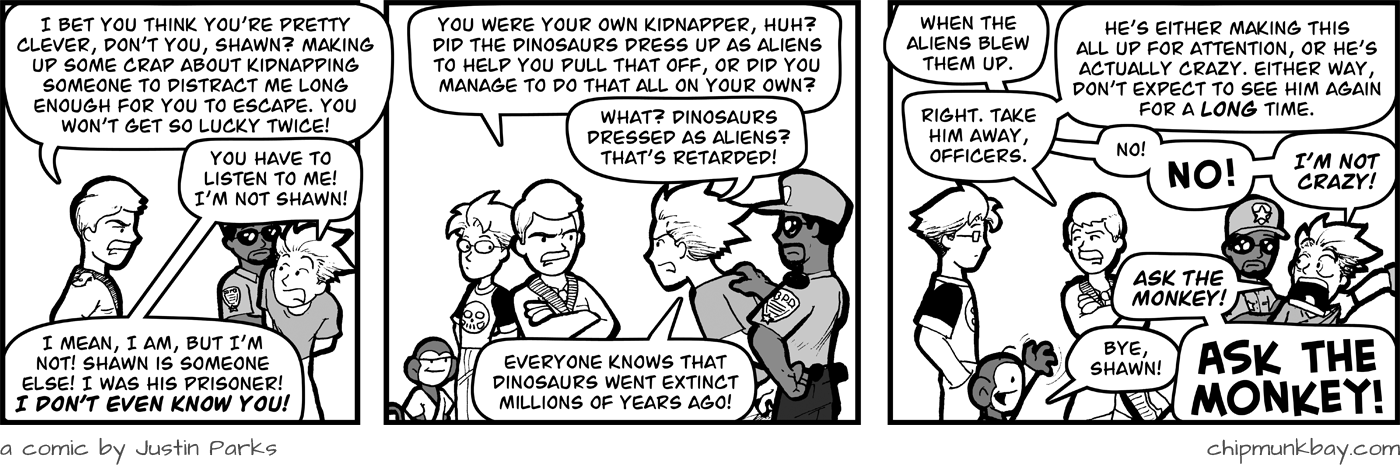 I BET YOU THINK YOU'RE PRETTY
CLEVER, DON'T YOU, SHAWN? MAKING
UP SOME CRAP ABOUT KIDNAPPING
SOMEONE TO DISTRACT ME LONG
ENOUGH FOR YOU TO ESCAPE. YOU
WON'T GET SO LUCKY TWICE!
YOU HAVE TO
LISTEN TO ME!
I'M NOT SHAWN!
I MEAN, I AM, BUT I'M
NOT! SHAWN IS SOMEONE
ELSE! I WAS HIS PRISONER!
I DON'T EVEN KNOW YOU!
YOU WERE YOUR OWN KIDNAPPER, HUH?
DID THE DINOSAURS DRESS UP AS ALIENS
TO HELP YOU PULL THAT OFF, OR DID YOU
MANAGE TO DO THAT ALL ON YOUR OWN?
WHAT? DINOSAURS
DRESSED AS ALIENS?
THAT'S RETARDED!
EVERYONE KNOWS THAT
DINOSAURS WENT EXTINCT
MILLIONS OF YEARS AGO!
WHEN THE
ALIENS BLEW
THEM UP.
RIGHT. TAKE
HIM AWAY,
OFFICERS.
HE'S EITHER MAKING THIS
ALL UP FOR ATTENTION, OR HE'S
ACTUALLY CRAZY. EITHER WAY,
DON'T EXPECT TO SEE HIM AGAIN
FOR A LONG TIME.
NO!
NO!
I'M NOT
CRAZY!
ASK THE
MONKEY!
ASK THE
MONKEY!
BYE,
SHAWN!
a comic by Justin Parks
chipmunkbay.com